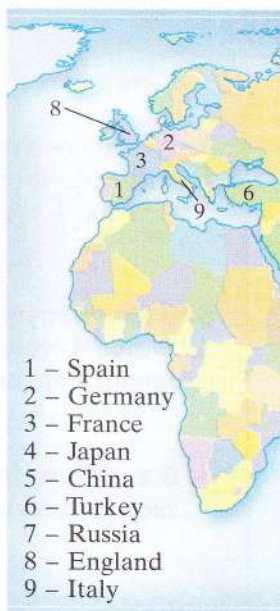 8
2
3
1
6
9
1 – Spain
2 – Germany
3 – France
4 – Japan
5 – China
6 – Turkey
7 – Russia
8 – England
9 – Italy